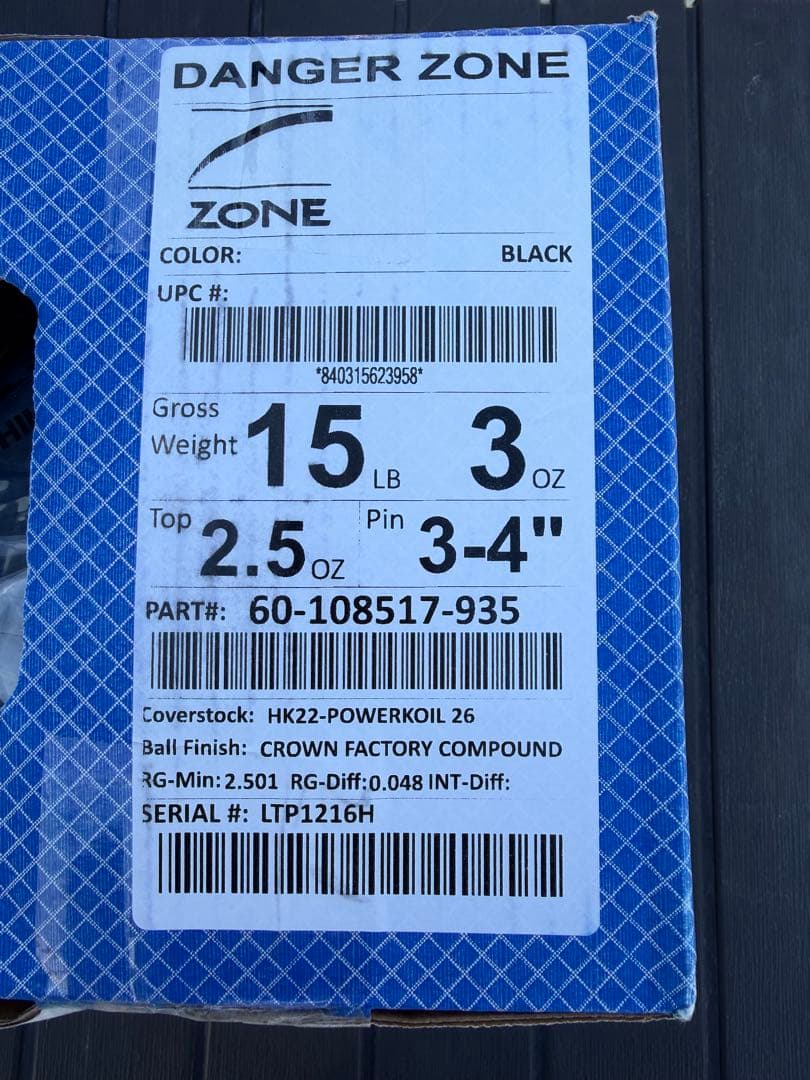 DANGER ZONE
ZONE
COLOR: BLACK
UPC #:
*840315623958*
Gross Weight 15 LB 3 OZ
Top 2.5 OZ Pin 3-4"
PART#: 60-108517-935
Coverstock: HK22-POWERKOIL 26
Ball Finish: CROWN FACTORY COMPOUND
RG-Min: 2.501 RG-Diff: 0.048 INT-Diff:
SERIAL #: LTP1216H